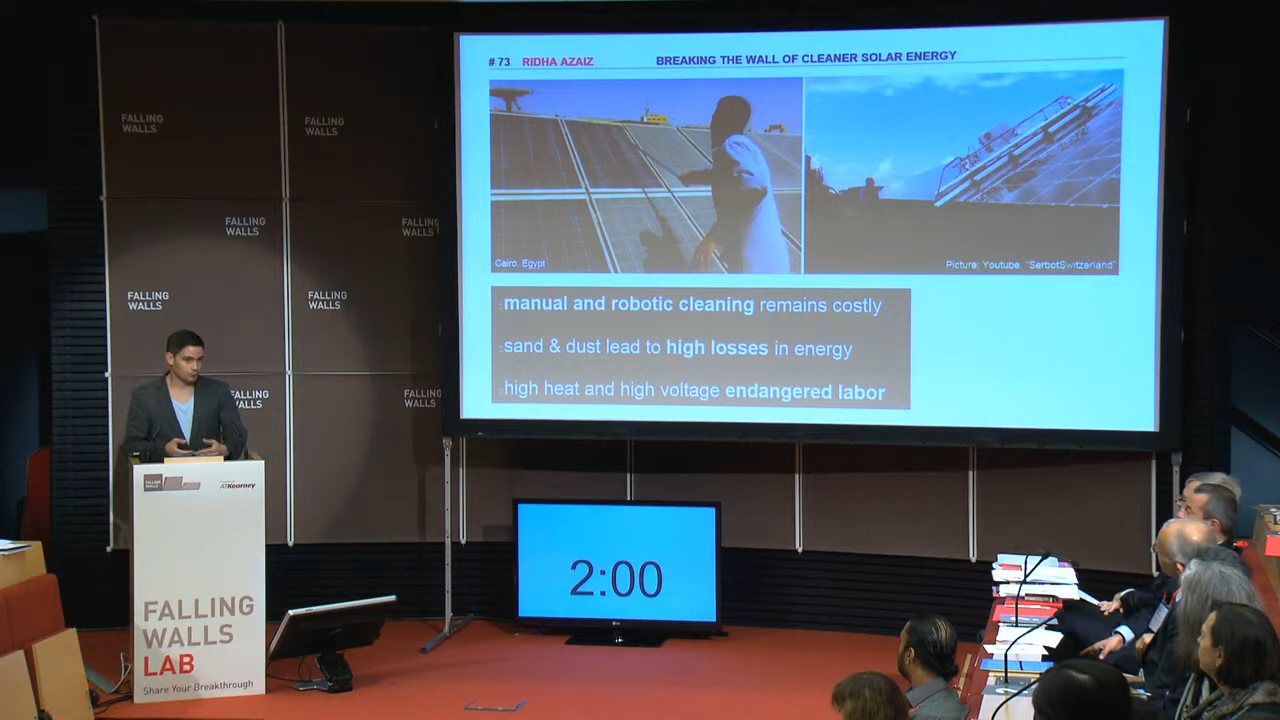 # 73 RIDHA AZAIZ BREAKING THE WALL OF CLEANER SOLAR ENERGY
Cairo, Egypt
Picture: Youtube, "SerbotSwitzerland"
manual and robotic cleaning remains costly
sand & dust lead to high losses in energy
high heat and high voltage endangered labor
FALLING
WALLS
FALLING
WALLS
FALLING
WALLS
FALLING
WALLS
FALLING
WALLS
FALLING
WALLS
FALLING
WALLS
FALLING
WALLS
2:00
LG
FALLING
WALLS
ATKearney
FALLING
WALLS
LAB
Share Your Breakthrough